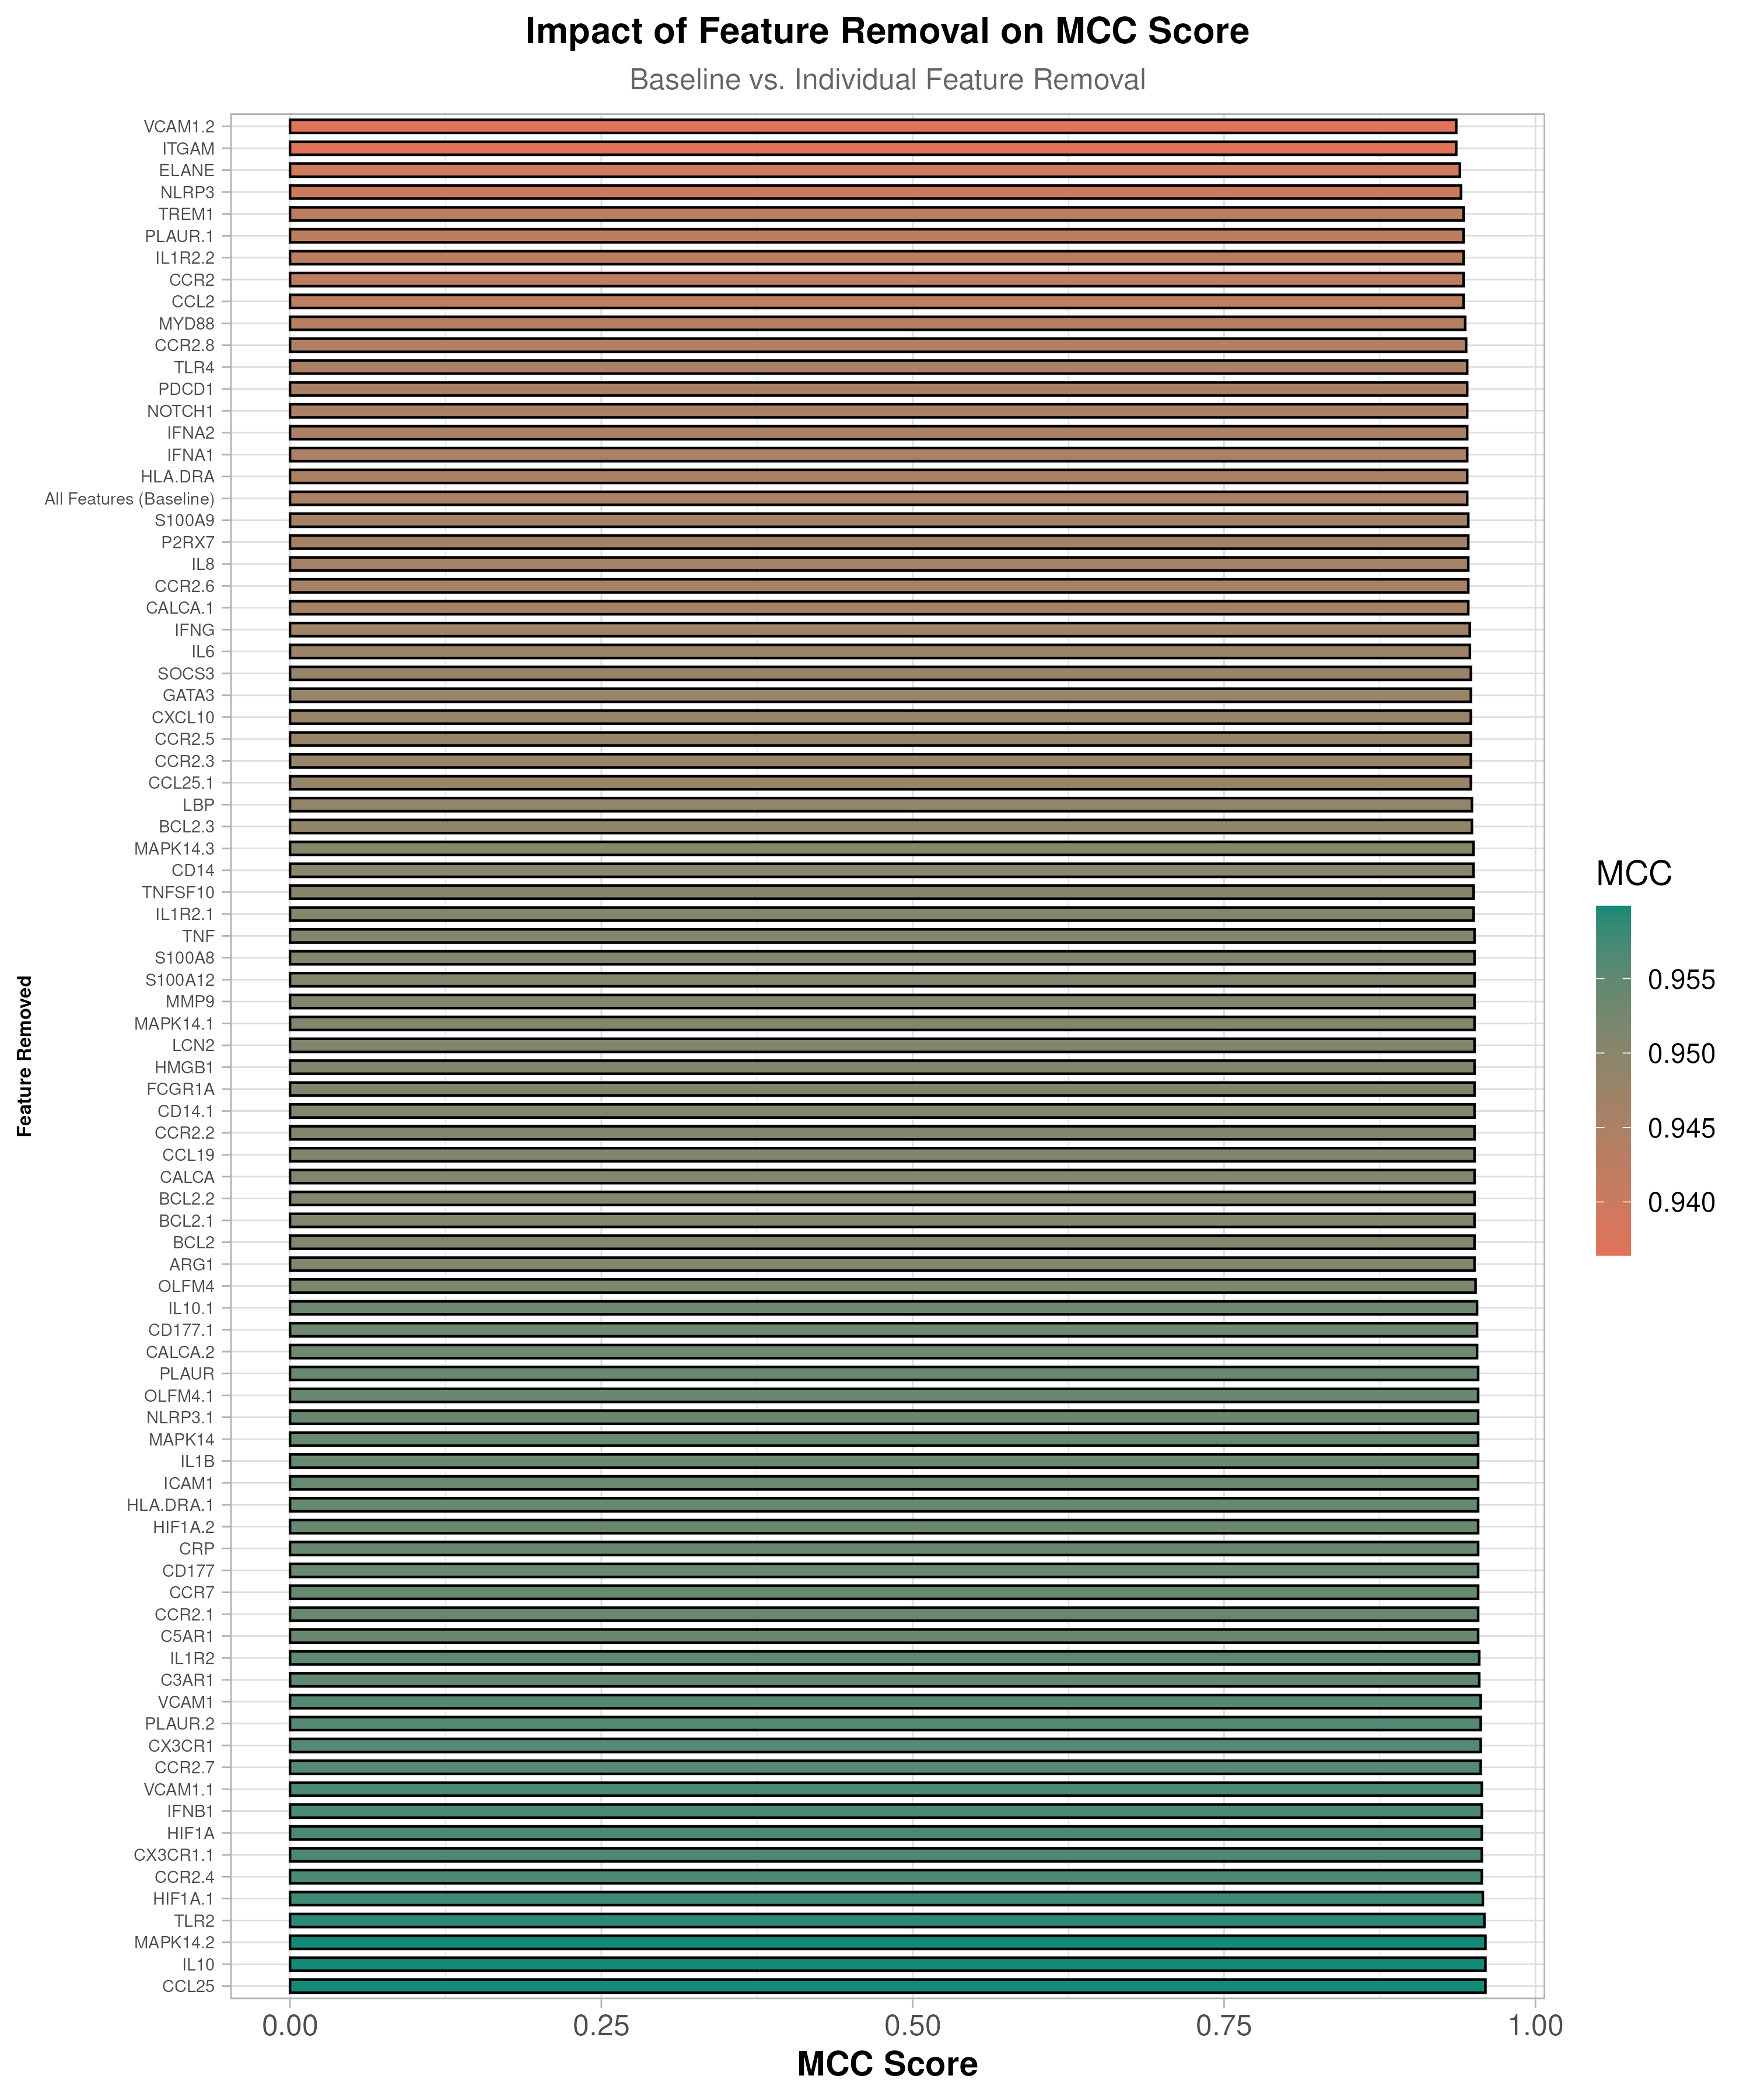 Impact of Feature Removal on MCC Score
Baseline vs. Individual Feature Removal
VCAM1.2
ITGAM
ELANE
NLRP3
TREM1
PLAUR.1
IL1R2.2
CCR2
CCL2
MYD88
CCR2.8
TLR4
PDCD1
NOTCH1
IFNA2
IFNA1
HLA.DRA
All Features (Baseline)
S100A9
P2RX7
IL8
CCR2.6
CALCA.1
IFNG
IL6
SOCS3
GATA3
CXCL10
CCR2.5
CCR2.3
CCL25.1
LBP
BCL2.3
MAPK14.3
CD14
TNFSF10
IL1R2.1
TNF
S100A8
S100A12
MMP9
MAPK14.1
LCN2
HMGB1
FCGR1A
CD14.1
CCR2.2
CCL19
CALCA
BCL2.2
BCL2.1
BCL2
ARG1
OLFM4
IL10.1
CD177.1
CALCA.2
PLAUR
OLFM4.1
NLRP3.1
MAPK14
IL1B
ICAM1
HLA.DRA.1
HIF1A.2
CRP
CD177
CCR7
CCR2.1
C5AR1
IL1R2
C3AR1
VCAM1
PLAUR.2
CX3CR1
CCR2.7
VCAM1.1
IFNB1
HIF1A
CX3CR1.1
CCR2.4
HIF1A.1
TLR2
MAPK14.2
IL10
CCL25
Feature Removed
0.00 0.25 0.50 0.75 1.00
MCC Score
MCC
0.955
0.950
0.945
0.940